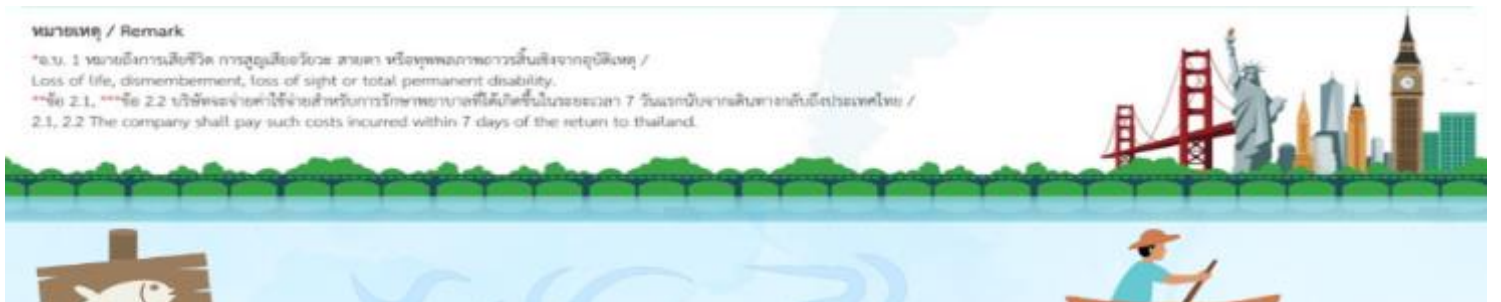 หมายเหตุ / Remark
*อ.บ. 1 หมายถึงการเสียชีวิต การสูญเสียอวัยวะ สายตา หรือทุพพลภาพถาวรสิ้นเชิงจากอุบัติเหตุ /
Loss of life, dismemberment, loss of sight or total permanent disability.
**ข้อ 2.1, ***ข้อ 2.2 บริษัทจะจ่ายค่าใช้จ่ายสำหรับการรักษาพยาบาลที่ได้เกิดขึ้นในระยะเวลา 7 วันแรกนับจากเดินทางกลับถึงประเทศไทย /
2.1, 2.2 The company shall pay such costs incurred within 7 days of the return to thailand.